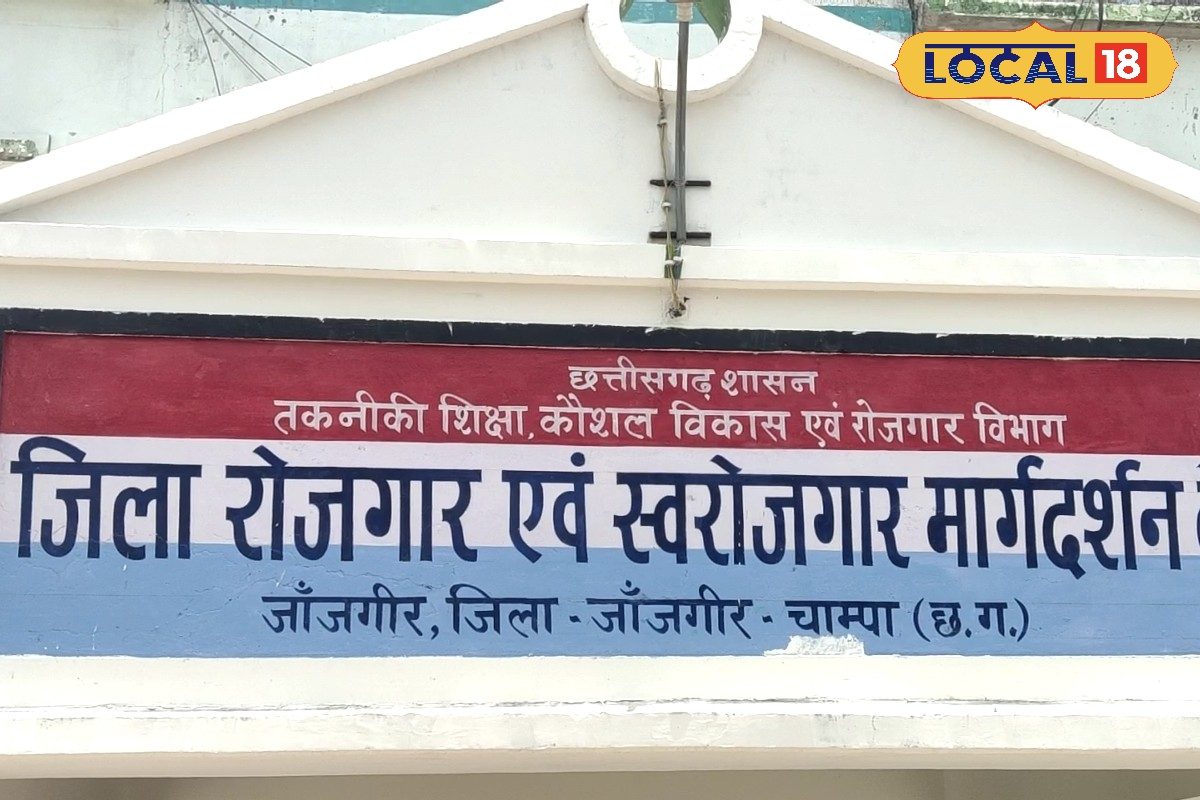 LOCAL 18
छत्तीसगढ़ शासन
तकनीकी शिक्षा, कौशल विकास एवं रोजगार विभाग
जिला रोजगार एवं स्वरोजगार मार्गदर्शन
जाँजगीर, जिला - जाँजगीर - चाम्पा (छ.ग.)